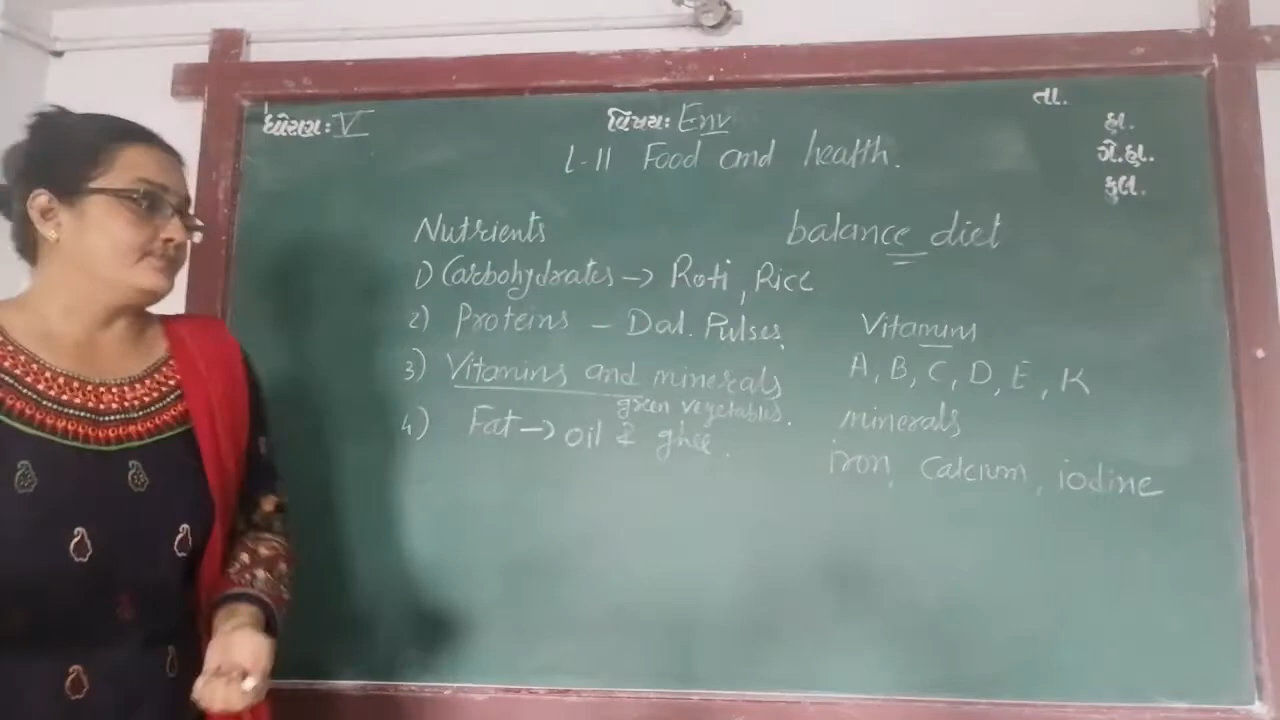 ધોરણ: V
વિષય: Env
તા.
હા.
ગે.હા.
કુલ.
L-11 Food and health.
Nutrients
1) Carbohydrates → Roti, Rice
2) Proteins - Dal. Pulses.
3) Vitamins and minerals
green vegetables.
4) Fat → oil & ghee.
balance diet
Vitamins
A, B, C, D, E, K
minerals
iron, Calcium, iodine